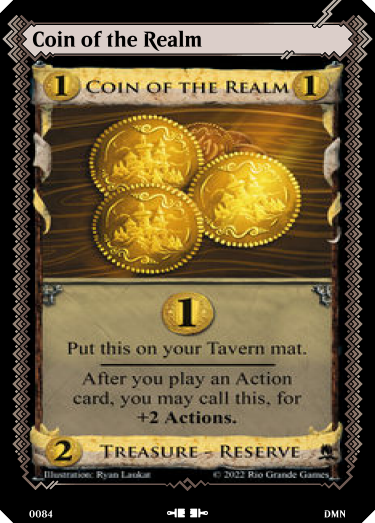 Coin of the Realm
1 COIN OF THE REALM 1
1
Put this on your Tavern mat.
After you play an Action
card, you may call this, for
+2 Actions.
2 TREASURE – RESERVE
Illustration: Ryan Laukat © 2022 Rio Grande Games
0084 DMN